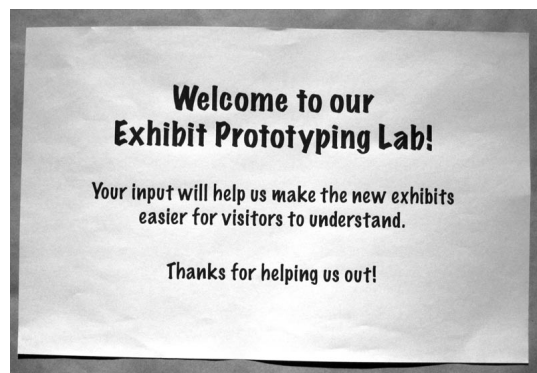 Welcome to our
Exhibit Prototyping Lab!
Your input will help us make the new exhibits
easier for visitors to understand.
Thanks for helping us out!